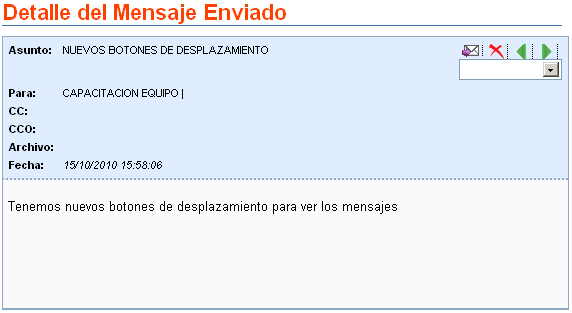 Detalle del Mensaje Enviado
Asunto: NUEVOS BOTONES DE DESPLAZAMIENTO
Para: CAPACITACION EQUIPO |
CC:
CCO:
Archivo:
Fecha: 15/10/2010 15:58:06
Tenemos nuevos botones de desplazamiento para ver los mensajes